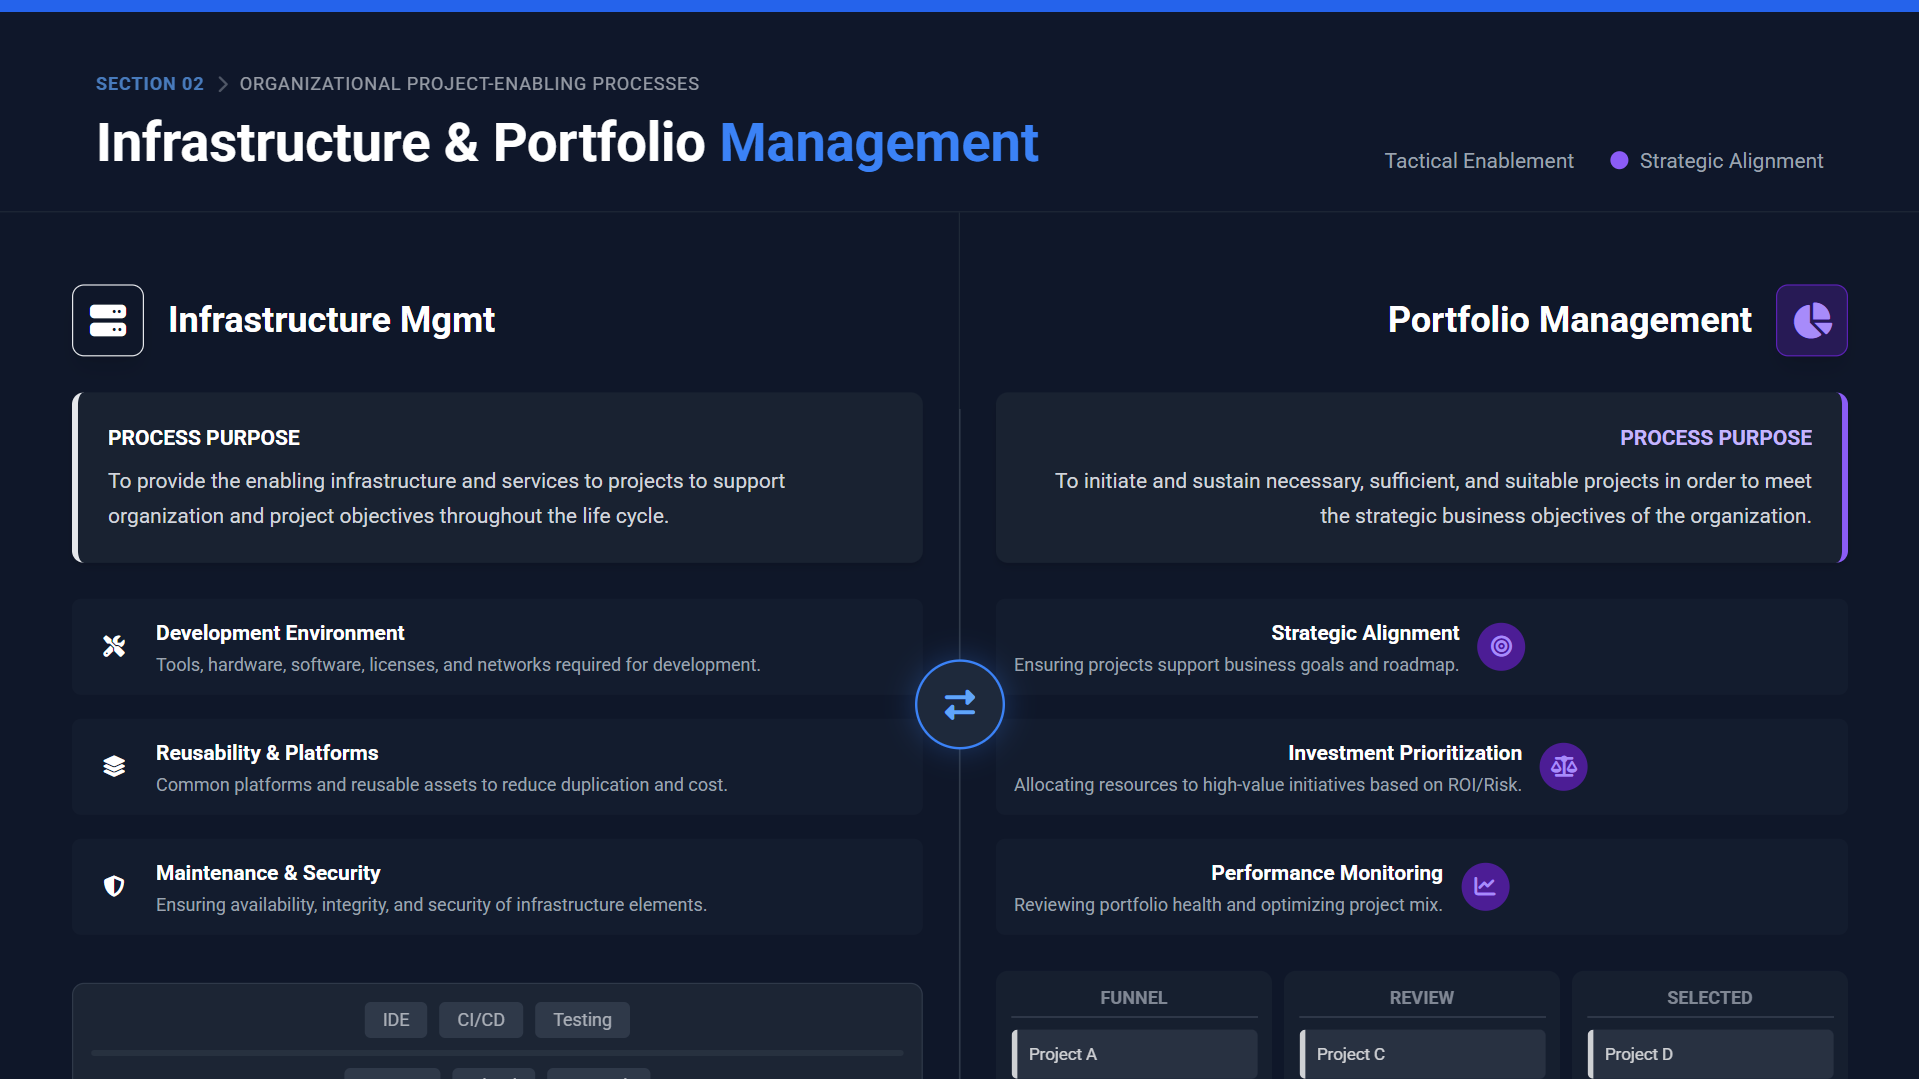 SECTION 02 ORGANIZATIONAL PROJECT-ENABLING PROCESSES
Infrastructure & Portfolio Management
Tactical Enablement Strategic Alignment
Infrastructure Mgmt
PROCESS PURPOSE
To provide the enabling infrastructure and services to projects to support
organization and project objectives throughout the life cycle.
Development Environment
Tools, hardware, software, licenses, and networks required for development.
Reusability & Platforms
Common platforms and reusable assets to reduce duplication and cost.
Maintenance & Security
Ensuring availability, integrity, and security of infrastructure elements.
IDE CI/CD Testing
Portfolio Management
PROCESS PURPOSE
To initiate and sustain necessary, sufficient, and suitable projects in order to meet
the strategic business objectives of the organization.
Strategic Alignment
Ensuring projects support business goals and roadmap.
Investment Prioritization
Allocating resources to high-value initiatives based on ROI/Risk.
Performance Monitoring
Reviewing portfolio health and optimizing project mix.
FUNNEL
Project A
REVIEW
Project C
SELECTED
Project D